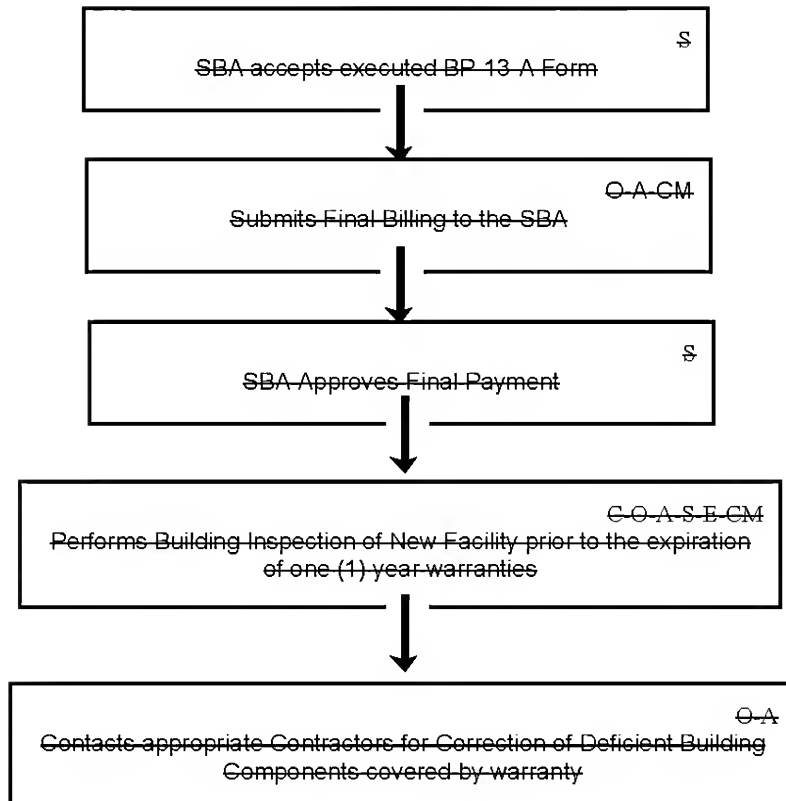 S
SBA accepts executed BP 13-A Form
O-A-CM
Submits Final Billing to the SBA
S
SBA Approves Final Payment
C-O-A-S-E-CM
Performs Building Inspection of New Facility prior to the expiration
of one (1) year warranties
O-A
Contacts appropriate Contractors for Correction of Deficient Building
Components covered by warranty